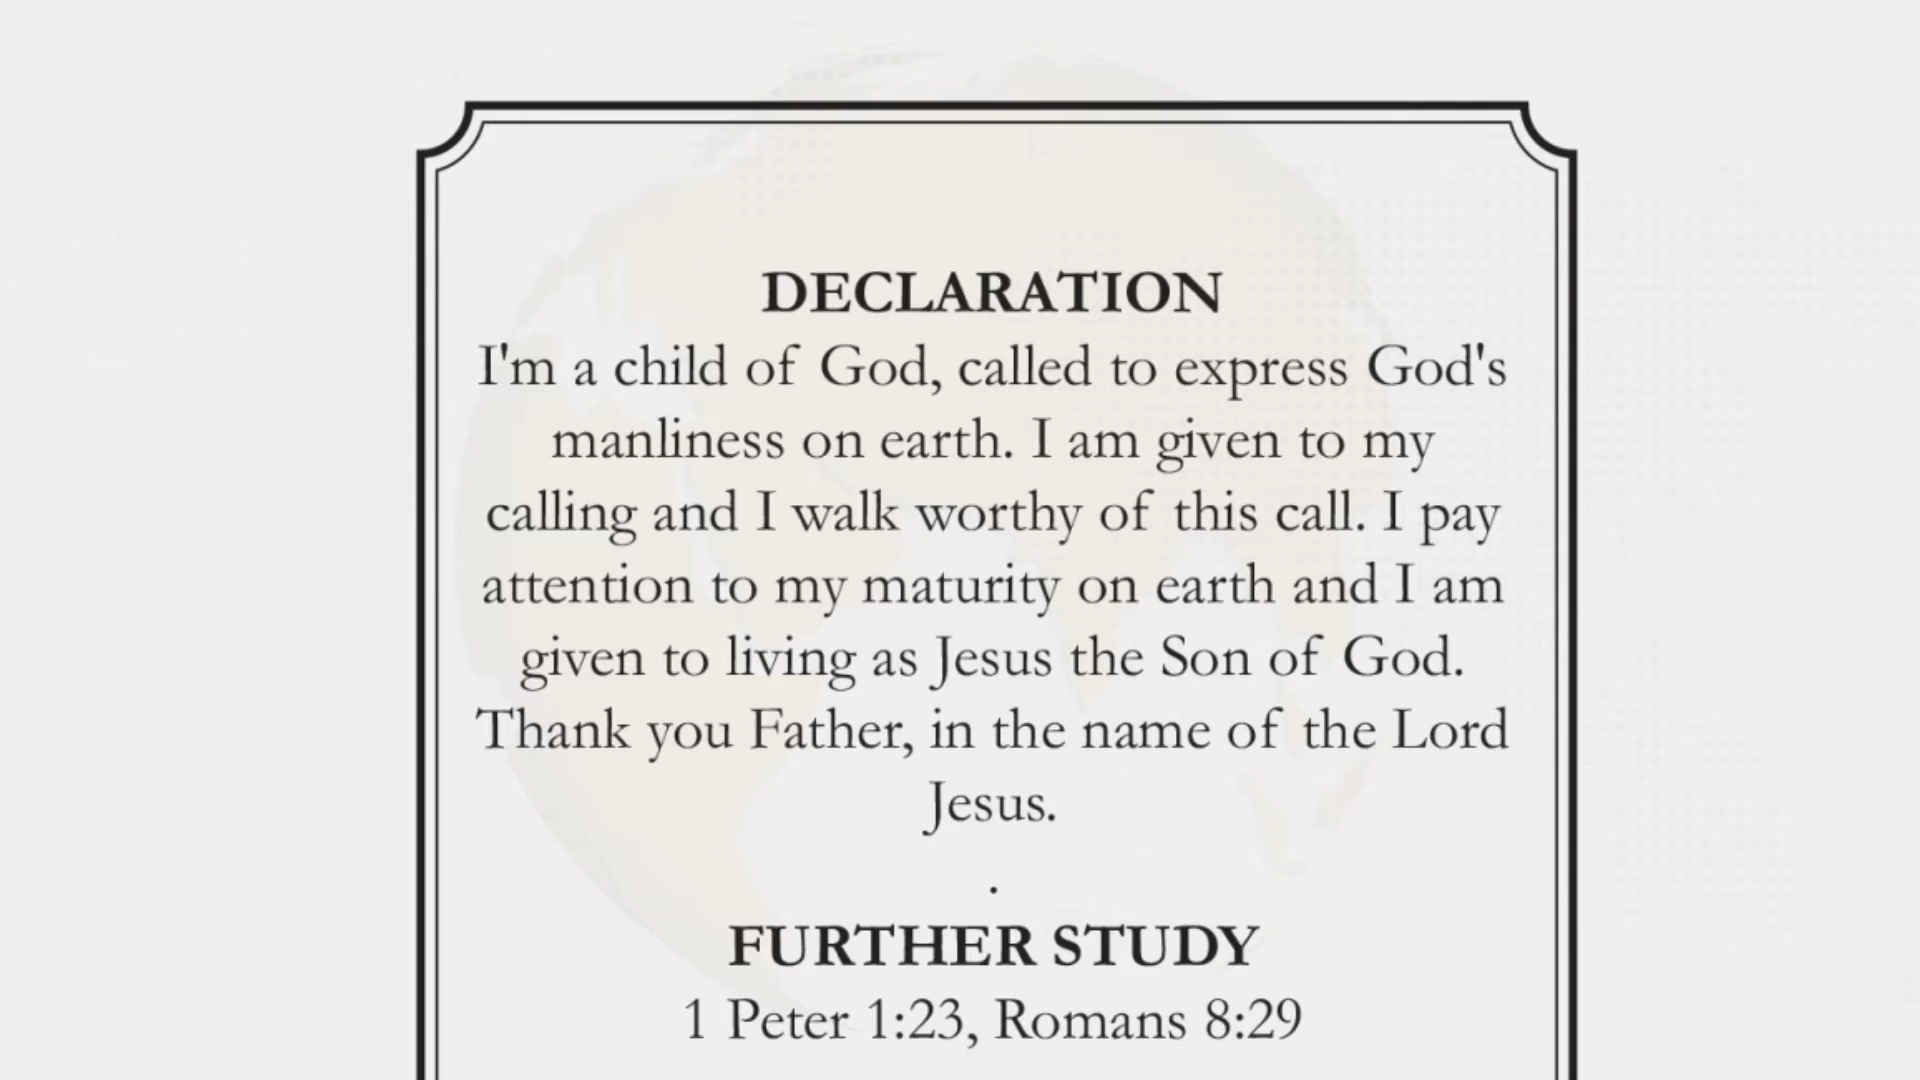 DECLARATION
I'm a child of God, called to express God's
manliness on earth. I am given to my
calling and I walk worthy of this call. I pay
attention to my maturity on earth and I am
given to living as Jesus the Son of God.
Thank you Father, in the name of the Lord
Jesus.
.
FURTHER STUDY
1 Peter 1:23, Romans 8:29